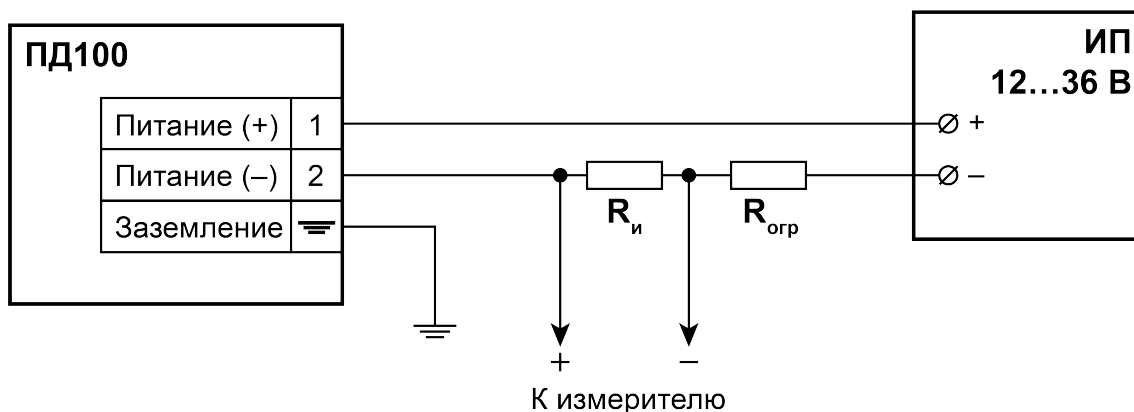 ПД100
ИП
12...36 В
Питание (+) 1
+
Питание (–) 2
–
Заземление
Rи
Rогр
+ –
К измерителю